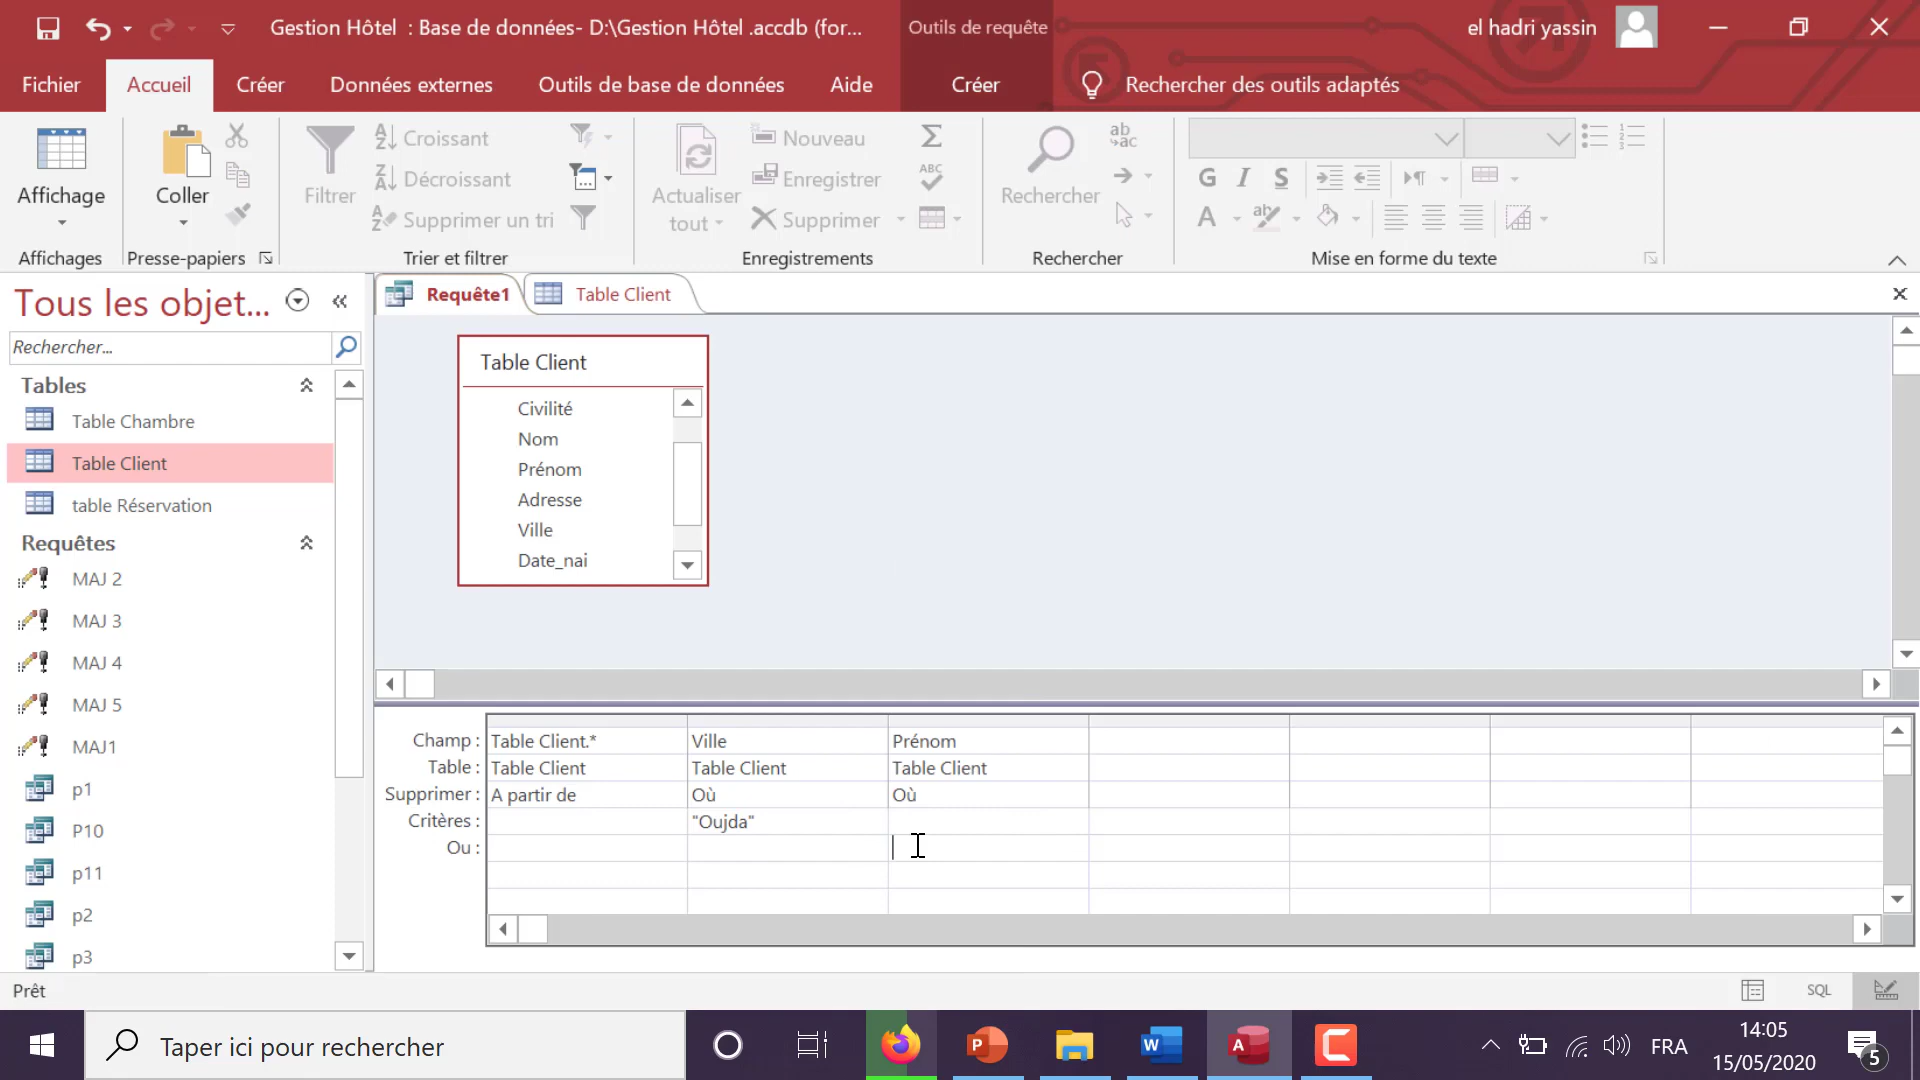 Gestion Hôtel : Base de données- D:\Gestion Hôtel .accdb (for...
Outils de requête
el hadri yassin
Fichier
Accueil
Créer
Données externes
Outils de base de données
Aide
Créer
Rechercher des outils adaptés
Affichage
Coller
Filtrer
Croissant
Décroissant
Supprimer un tri
Actualiser
tout
Nouveau
Enregistrer
Supprimer
Rechercher
G I S
A
Affichages
Presse-papiers
Trier et filtrer
Enregistrements
Rechercher
Mise en forme du texte
Tous les objet...
Rechercher...
Tables
Table Chambre
Table Client
table Réservation
Requêtes
MAJ 2
MAJ 3
MAJ 4
MAJ 5
MAJ1
p1
P10
p11
p2
p3
Requête1
Table Client
Table Client
Civilité
Nom
Prénom
Adresse
Ville
Date_nai
Champ : Table Client.* Ville Prénom
Table : Table Client Table Client Table Client
Supprimer : A partir de Où Où
Critères : "Oujda"
Ou :
Prêt
SQL
Taper ici pour rechercher
FRA
14:05
15/05/2020
5